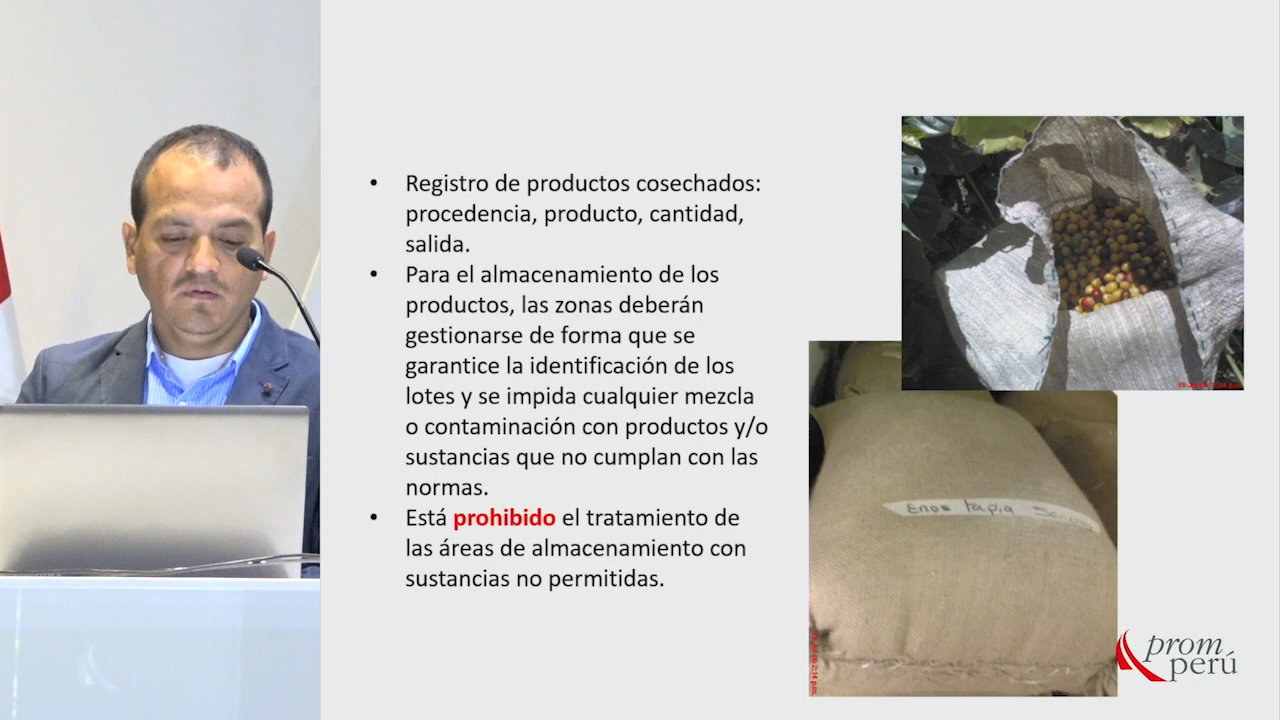 • Registro de productos cosechados:
procedencia, producto, cantidad,
salida.
• Para el almacenamiento de los
productos, las zonas deberán
gestionarse de forma que se
garantice la identificación de los
lotes y se impida cualquier mezcla
o contaminación con productos y/o
sustancias que no cumplan con las
normas.
• Está prohibido el tratamiento de
las áreas de almacenamiento con
sustancias no permitidas.
Enos tapia
prom
perú